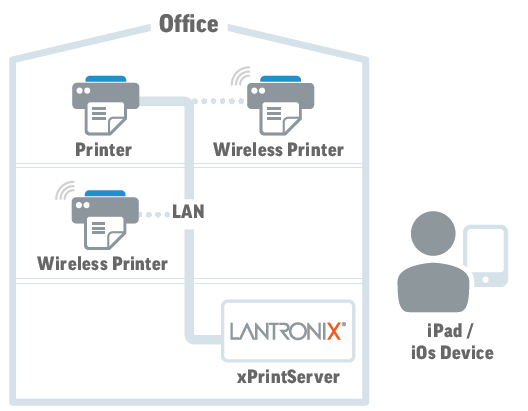 Office
Printer
Wireless Printer
LAN
Wireless Printer
LANTRONIX®
xPrintServer
iPad /
iOs Device